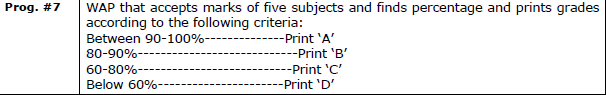 Prog. #7 WAP that accepts marks of five subjects and finds percentage and prints grades
according to the following criteria:
Between 90-100%--------------Print ‘A’
80-90%----------------------------Print ‘B’
60-80%---------------------------Print ‘C’
Below 60%----------------------Print ‘D’